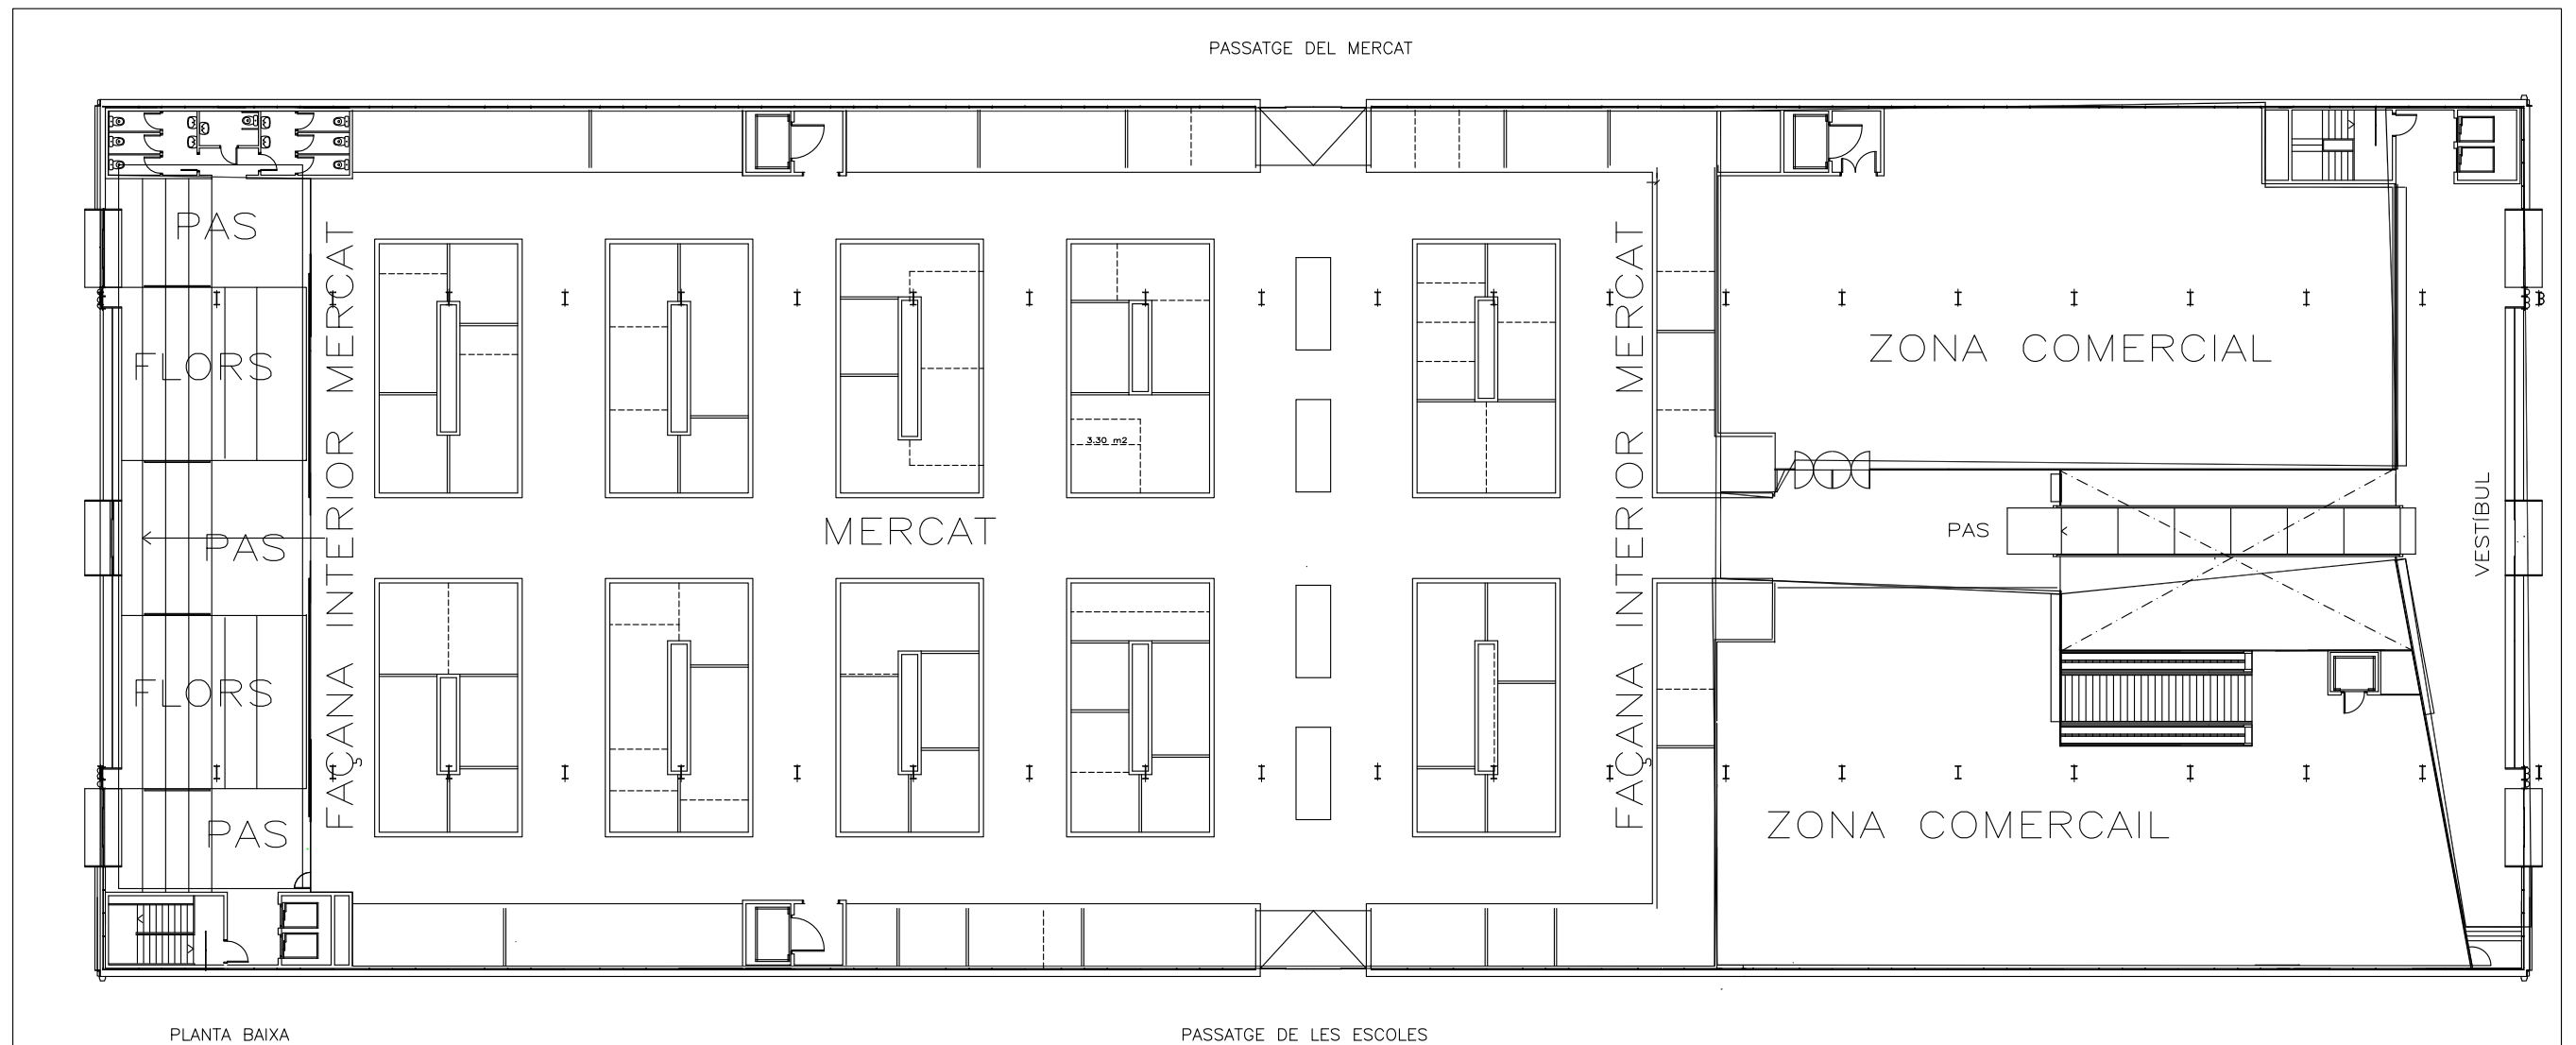 PASSATGE DEL MERCAT
PAS
FLORS
PAS
FLORS
PAS
FAÇANA INTERIOR MERCAT
3.30 m2
MERCAT
FAÇANA INTERIOR MERCAT
ZONA COMERCIAL
PAS
VESTÍBUL
ZONA COMERCAIL
PLANTA BAIXA
PASSATGE DE LES ESCOLES